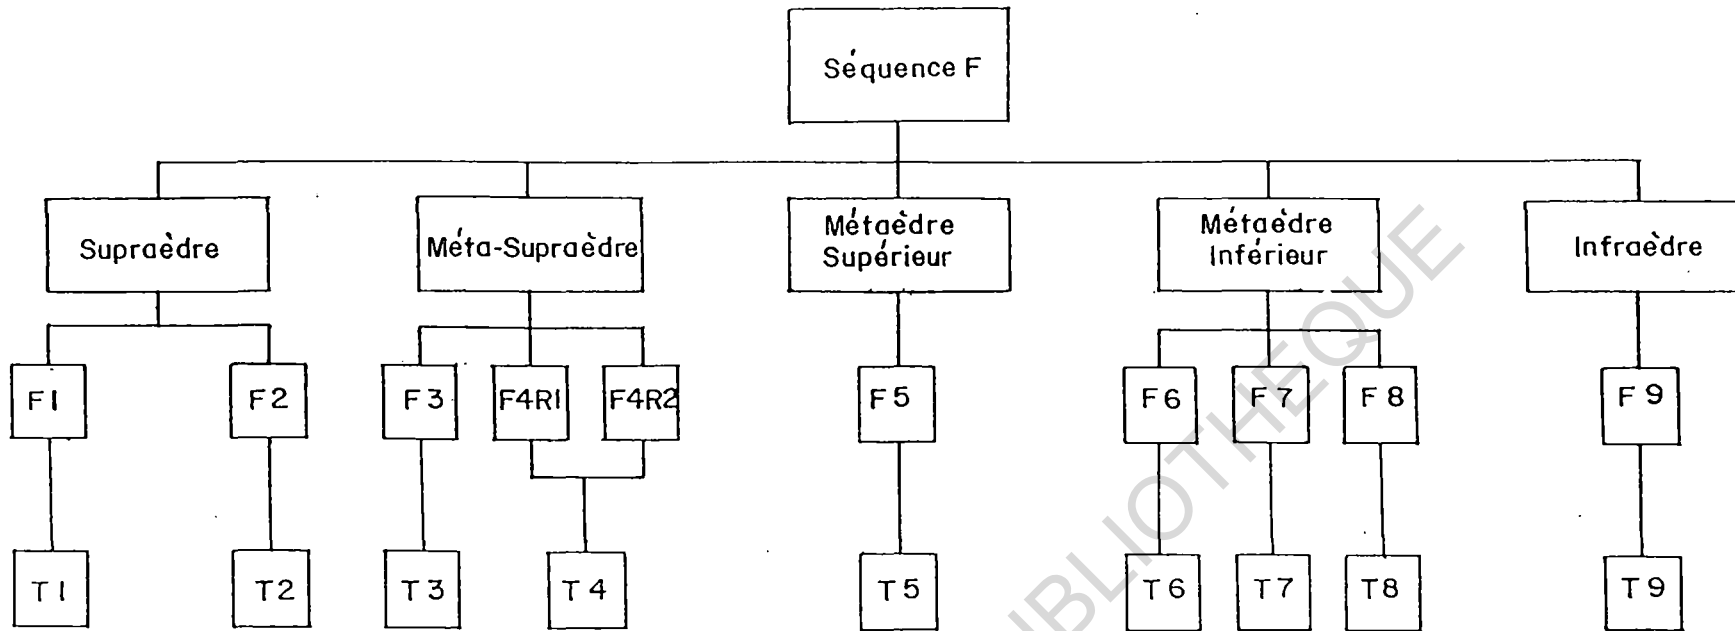 Séquence F
Supraèdre
Méta-Supraèdre
Métaèdre
Supérieur
Métaèdre
Inférieur
Infraèdre
F1
F2
F3
F4R1
F4R2
F5
F6
F7
F8
F9
T1
T2
T3
T4
T5
T6
T7
T8
T9